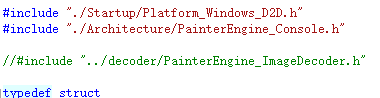 #include "./Startup/Platform_Windows_D2D.h"
#include "./Architecture/PainterEngine_Console.h"
//#include "../decoder/PainterEngine_ImageDecoder.h"
typedef struct